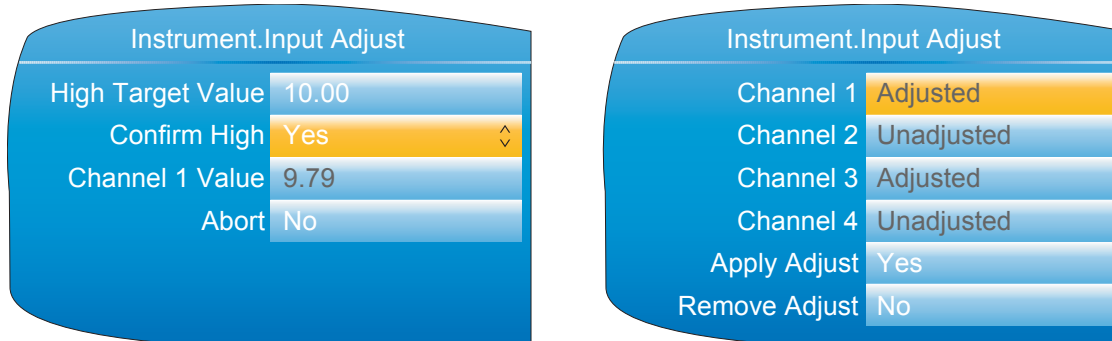 Instrument.Input Adjust
High Target Value 10.00
Confirm High Yes
Channel 1 Value 9.79
Abort No
Instrument.Input Adjust
Channel 1 Adjusted
Channel 2 Unadjusted
Channel 3 Adjusted
Channel 4 Unadjusted
Apply Adjust Yes
Remove Adjust No